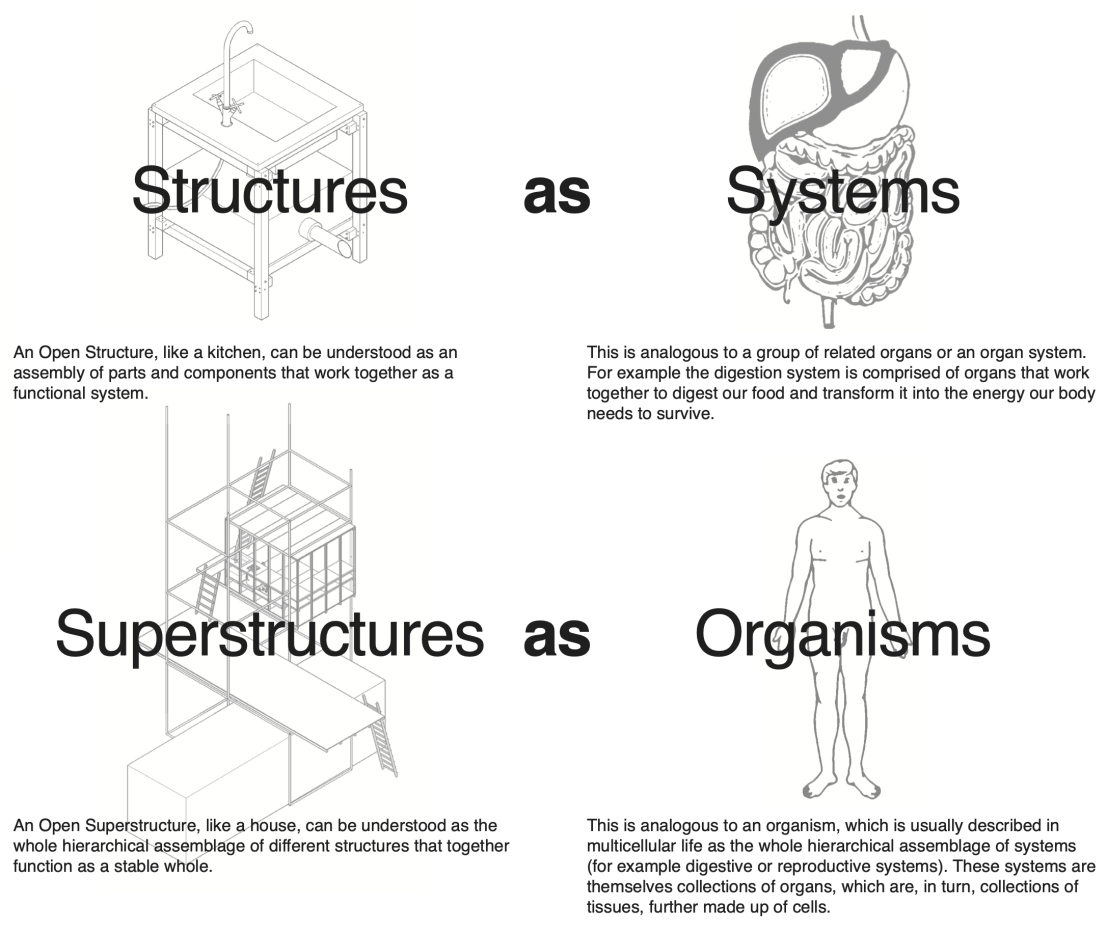 Structures as Systems
An Open Structure, like a kitchen, can be understood as an
assembly of parts and components that work together as a
functional system.
This is analogous to a group of related organs or an organ system.
For example the digestion system is comprised of organs that work
together to digest our food and transform it into the energy our body
needs to survive.
Superstructures as Organisms
An Open Superstructure, like a house, can be understood as the
whole hierarchical assemblage of different structures that together
function as a stable whole.
This is analogous to an organism, which is usually described in
multicellular life as the whole hierarchical assemblage of systems
(for example digestive or reproductive systems). These systems are
themselves collections of organs, which are, in turn, collections of
tissues, further made up of cells.